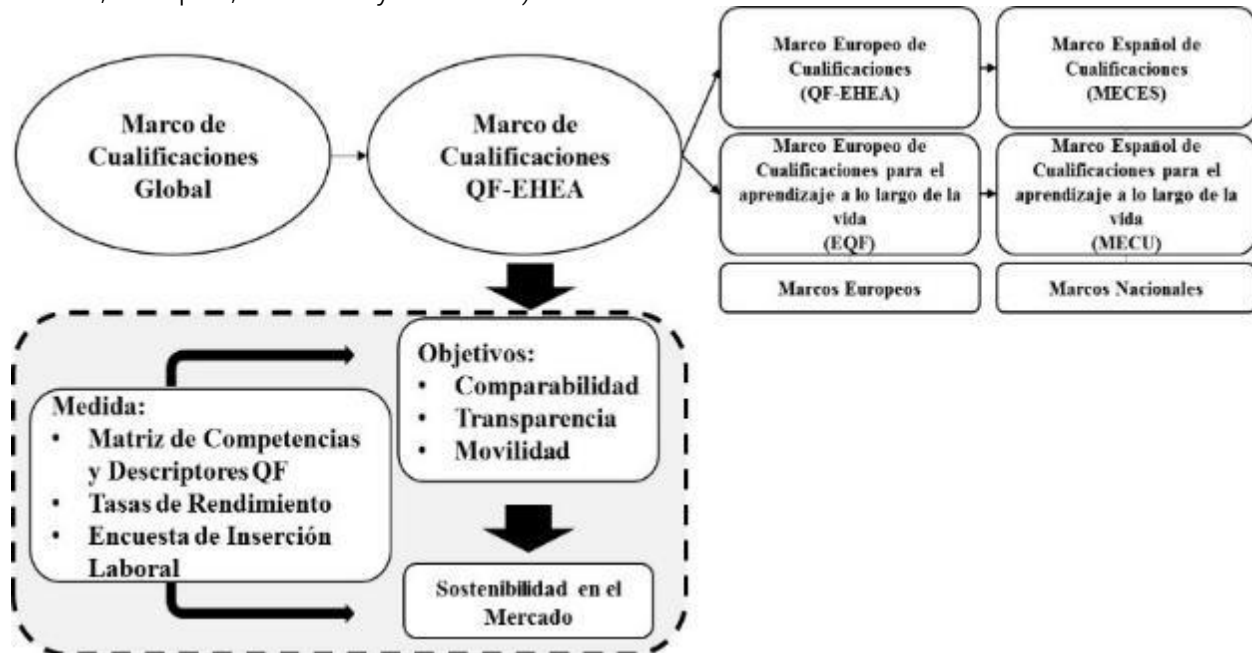 Marco de
Cualificaciones
Global
Marco de
Cualificaciones
QF-EHEA
Marco Europeo de
Cualificaciones
(QF-EHEA)
Marco Español de
Cualificaciones
(MECES)
Marco Europeo de
Cualificaciones para el
aprendizaje a lo largo de la
vida
(EQF)
Marco Español de
Cualificaciones para el
aprendizaje a lo largo de la
vida
(MECU)
Marcos Europeos
Marcos Nacionales
Objetivos:
• Comparabilidad
• Transparencia
• Movilidad
Medida:
• Matriz de Competencias
y Descriptores QF
• Tasas de Rendimiento
• Encuesta de Inserción
Laboral
Sostenibilidad en el
Mercado